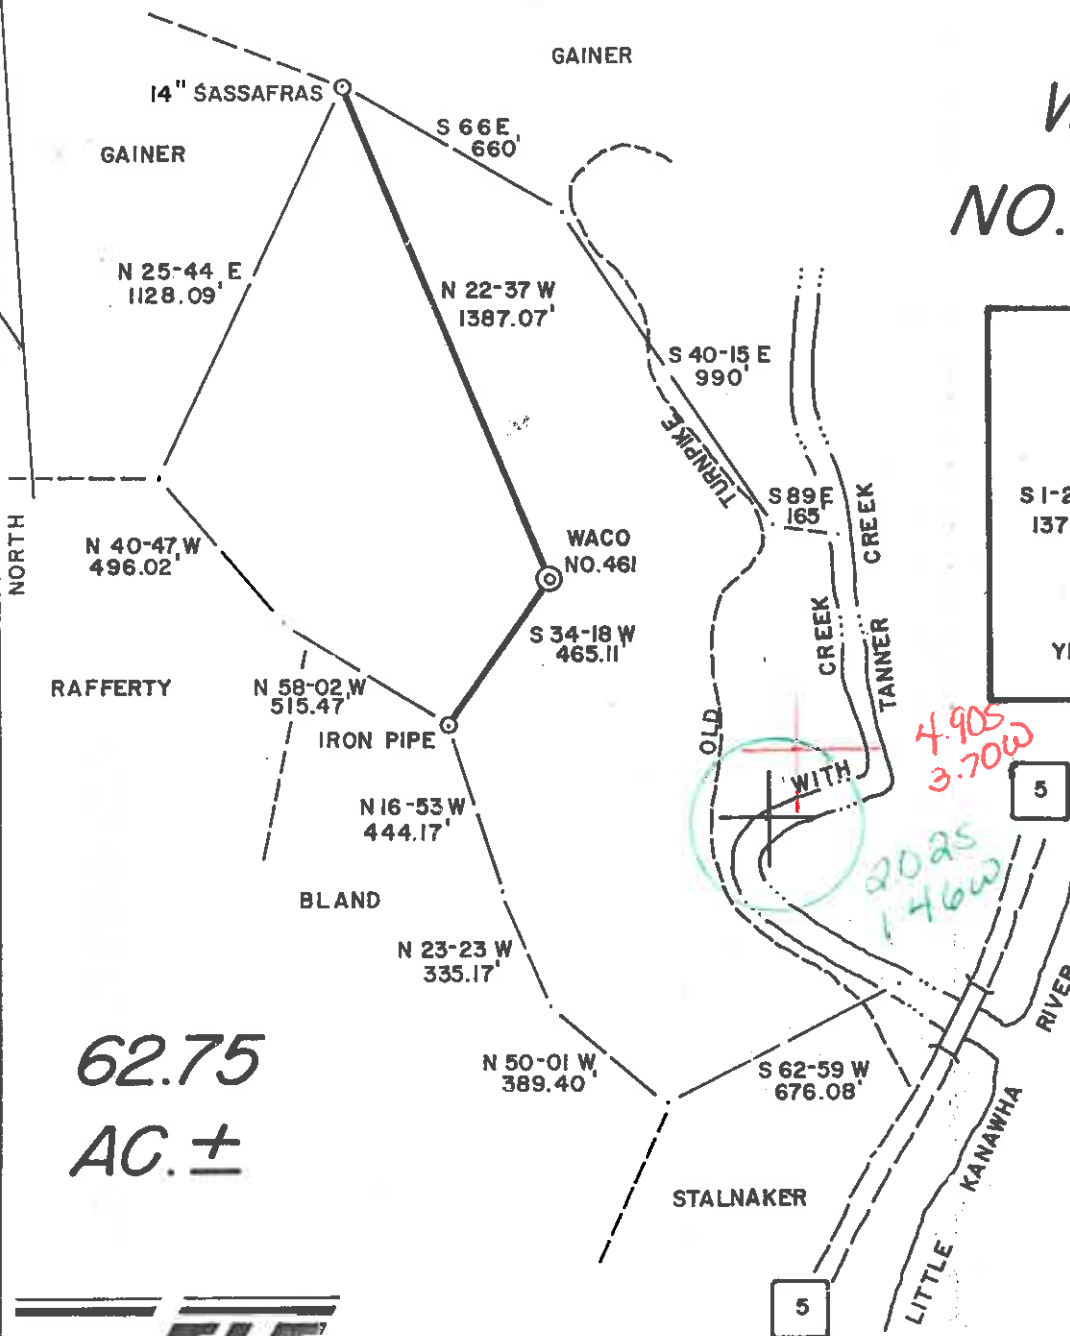 GAINER
14" SASSAFRAS
S 66 E
660'
GAINER
NO.
N 25-44 E
1128.09'
N 22-37 W
1387.07'
S 40-15 E
990'
TURNPIKE
S 89 E
165'
S 1-2
137
CREEK
NORTH
N 40-47 W
496.02'
WACO
NO. 461
S 34-18 W
465.11'
CREEK
TANNER
RAFFERTY
N 58-02 W
515.47'
IRON PIPE
OLD
4.90S
3.70W
WITH
5
N 16-53 W
444.17'
2025
1.46W
BLAND
N 23-23 W
335.17'
RIVER
62.75
AC. ±
N 50-01 W
389.40'
S 62-59 W
676.08'
KANAWHA
STALNAKER
LITTLE
5